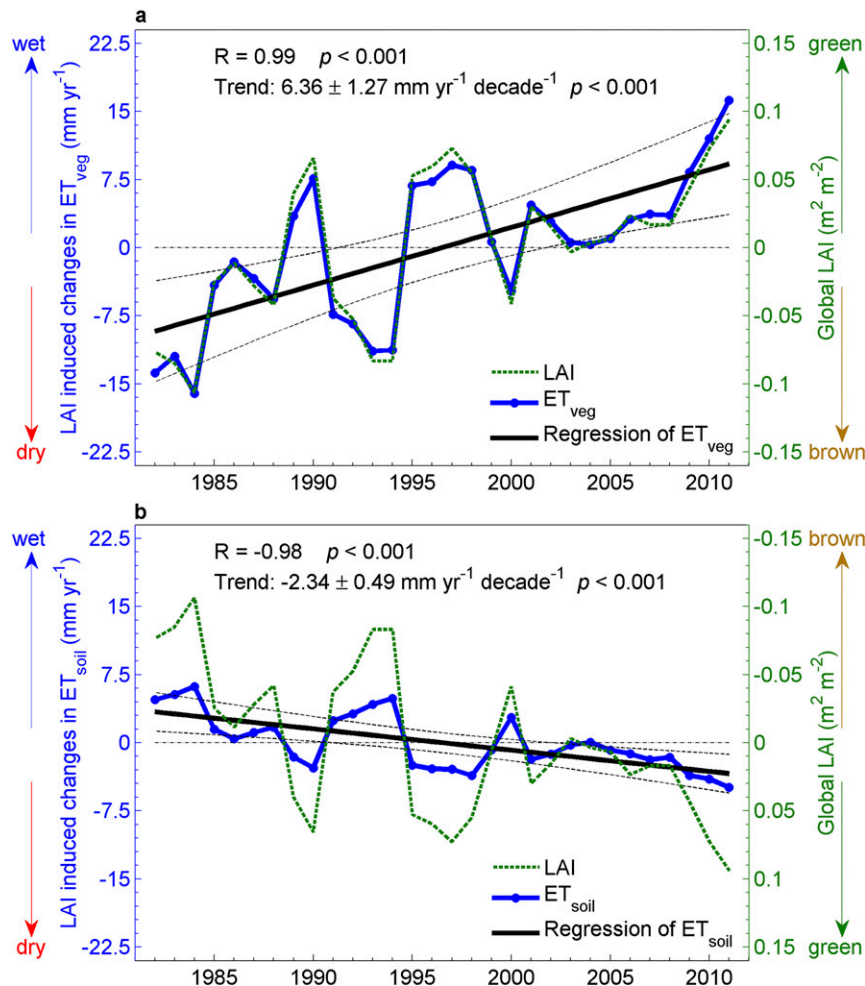 a
wet
LAI induced changes in ET_veg (mm yr⁻¹)
dry
22.5
15
7.5
0
-7.5
-15
-22.5
R = 0.99 p < 0.001
Trend: 6.36 ± 1.27 mm yr⁻¹ decade⁻¹ p < 0.001
LAI
ET_veg
Regression of ET_veg
0.15
0.1
0.05
0
-0.05
-0.1
-0.15
Global LAI (m² m⁻²)
green
brown
1985 1990 1995 2000 2005 2010
b
wet
LAI induced changes in ET_soil (mm yr⁻¹)
dry
22.5
15
7.5
0
-7.5
-15
-22.5
R = -0.98 p < 0.001
Trend: -2.34 ± 0.49 mm yr⁻¹ decade⁻¹ p < 0.001
LAI
ET_soil
Regression of ET_soil
-0.15
-0.1
-0.05
0
0.05
0.1
0.15
Global LAI (m² m⁻²)
brown
green
1985 1990 1995 2000 2005 2010